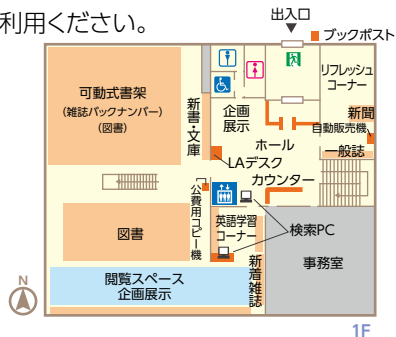 利用ください。
出入口
ブックポスト
可動式書架
(雑誌バックナンバー)
(図書)
新書・文庫
企画
展示
リフレッシュ
コーナー
新聞
自動販売機
一般誌
ホール
LAデスク
カウンター
公費用コピー機
英語学習
コーナー
検索PC
図書
新着雑誌
事務室
閲覧スペース
企画展示
N
1F